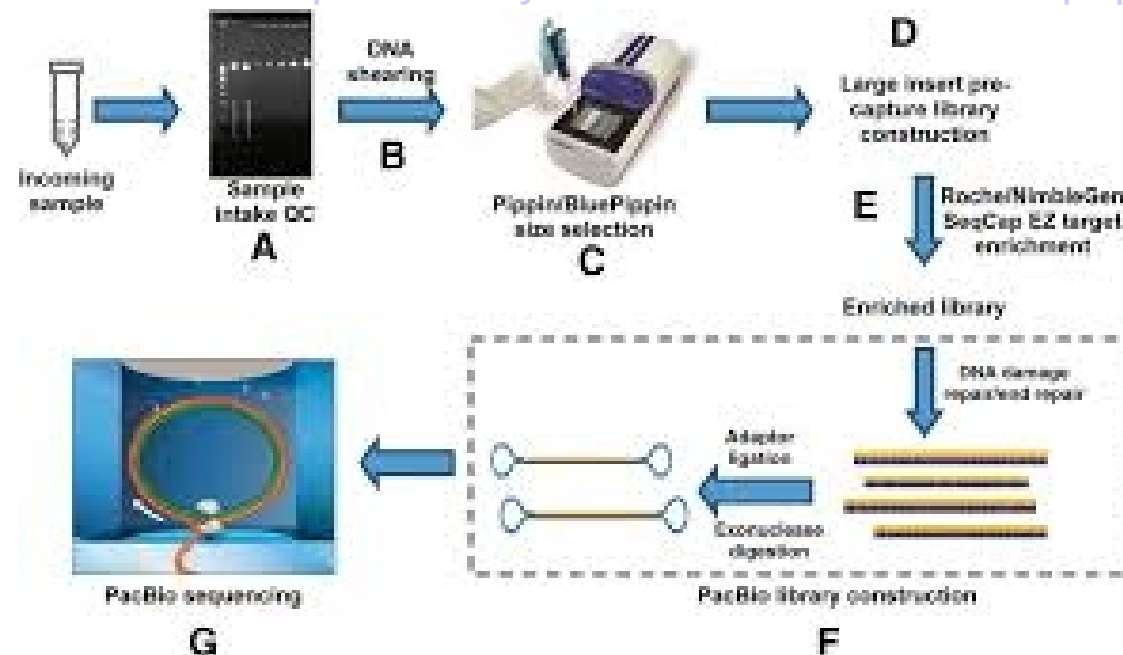 D
DNA
shearing
Large insert pre-
capture library
construction
B
Incoming
sample
Sample
intake QC
A
Pippin/BluePippin
size selection
C
E
Roche/NimbleGen
SeqCap EZ target
enrichment
Enriched library
DNA damage
repair/end repair
Adaptor
ligation
Exonuclease
digestion
PacBio sequencing
G
PacBio library construction
F